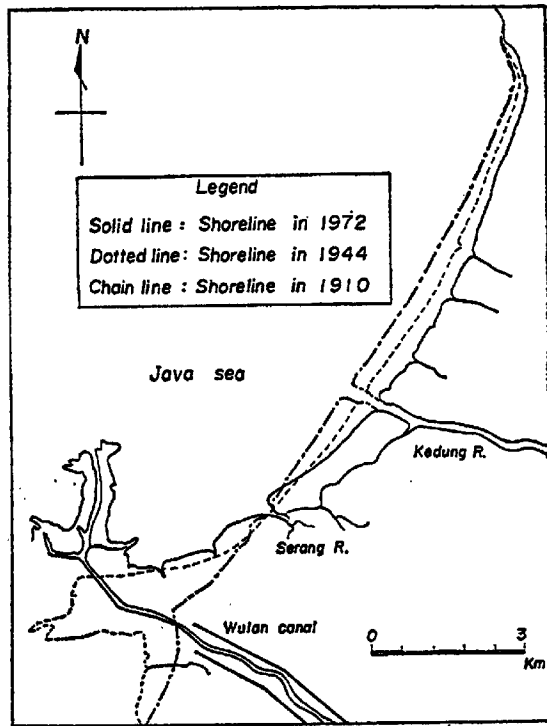 N
Legend
Solid line : Shoreline in 1972
Dotted line: Shoreline in 1944
Chain line : Shoreline in 1910
Java sea
Kedung R.
Serang R.
Wulan canal
0 3
Km